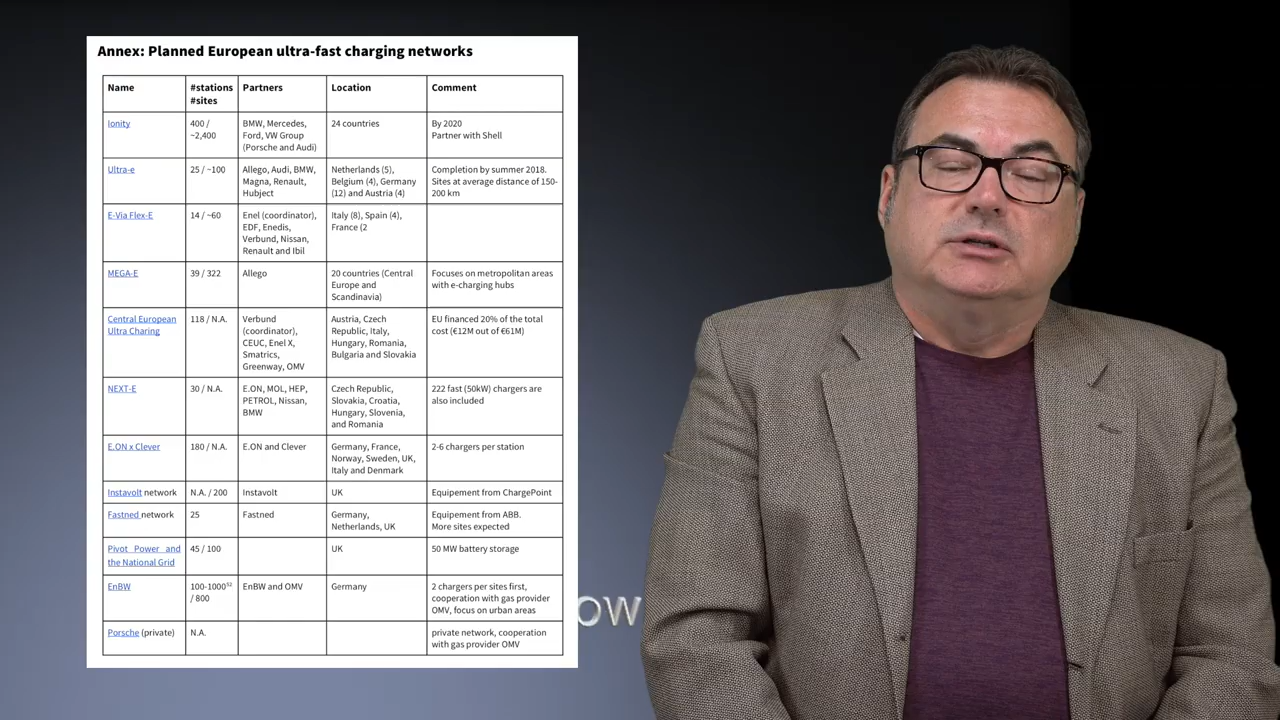 Annex: Planned European ultra-fast charging networks
Name
#stations
#sites
Partners
Location
Comment
Ionity
400 /
~2,400
BMW, Mercedes,
Ford, VW Group
(Porsche and Audi)
24 countries
By 2020
Partner with Shell
Ultra-e
25 / ~100
Allego, Audi, BMW,
Magna, Renault,
Hubject
Netherlands (5),
Belgium (4), Germany
(12) and Austria (4)
Completion by summer 2018.
Sites at average distance of 150-
200 km
E-Via Flex-E
14 / ~60
Enel (coordinator),
EDF, Enedis,
Verbund, Nissan,
Renault and Ibil
Italy (8), Spain (4),
France (2
MEGA-E
39 / 322
Allego
20 countries (Central
Europe and
Scandinavia)
Focuses on metropolitan areas
with e-charging hubs
Central European
Ultra Charing
118 / N.A.
Verbund
(coordinator),
CEUC, Enel X,
Smatrics,
Greenway, OMV
Austria, Czech
Republic, Italy,
Hungary, Romania,
Bulgaria and Slovakia
EU financed 20% of the total
cost (€12M out of €61M)
NEXT-E
30 / N.A.
E.ON, MOL, HEP,
PETROL, Nissan,
BMW
Czech Republic,
Slovakia, Croatia,
Hungary, Slovenia,
and Romania
222 fast (50kW) chargers are
also included
E.ON x Clever
180 / N.A.
E.ON and Clever
Germany, France,
Norway, Sweden, UK,
Italy and Denmark
2-6 chargers per station
Instavolt network
N.A. / 200
Instavolt
UK
Equipement from ChargePoint
Fastned network
25
Fastned
Germany,
Netherlands, UK
Equipement from ABB.
More sites expected
Pivot Power and
the National Grid
45 / 100
UK
50 MW battery storage
EnBW
100-1000⁵²
/ 800
EnBW and OMV
Germany
2 chargers per sites first,
cooperation with gas provider
OMV, focus on urban areas
Porsche (private)
N.A.
private network, cooperation
with gas provider OMV
OW